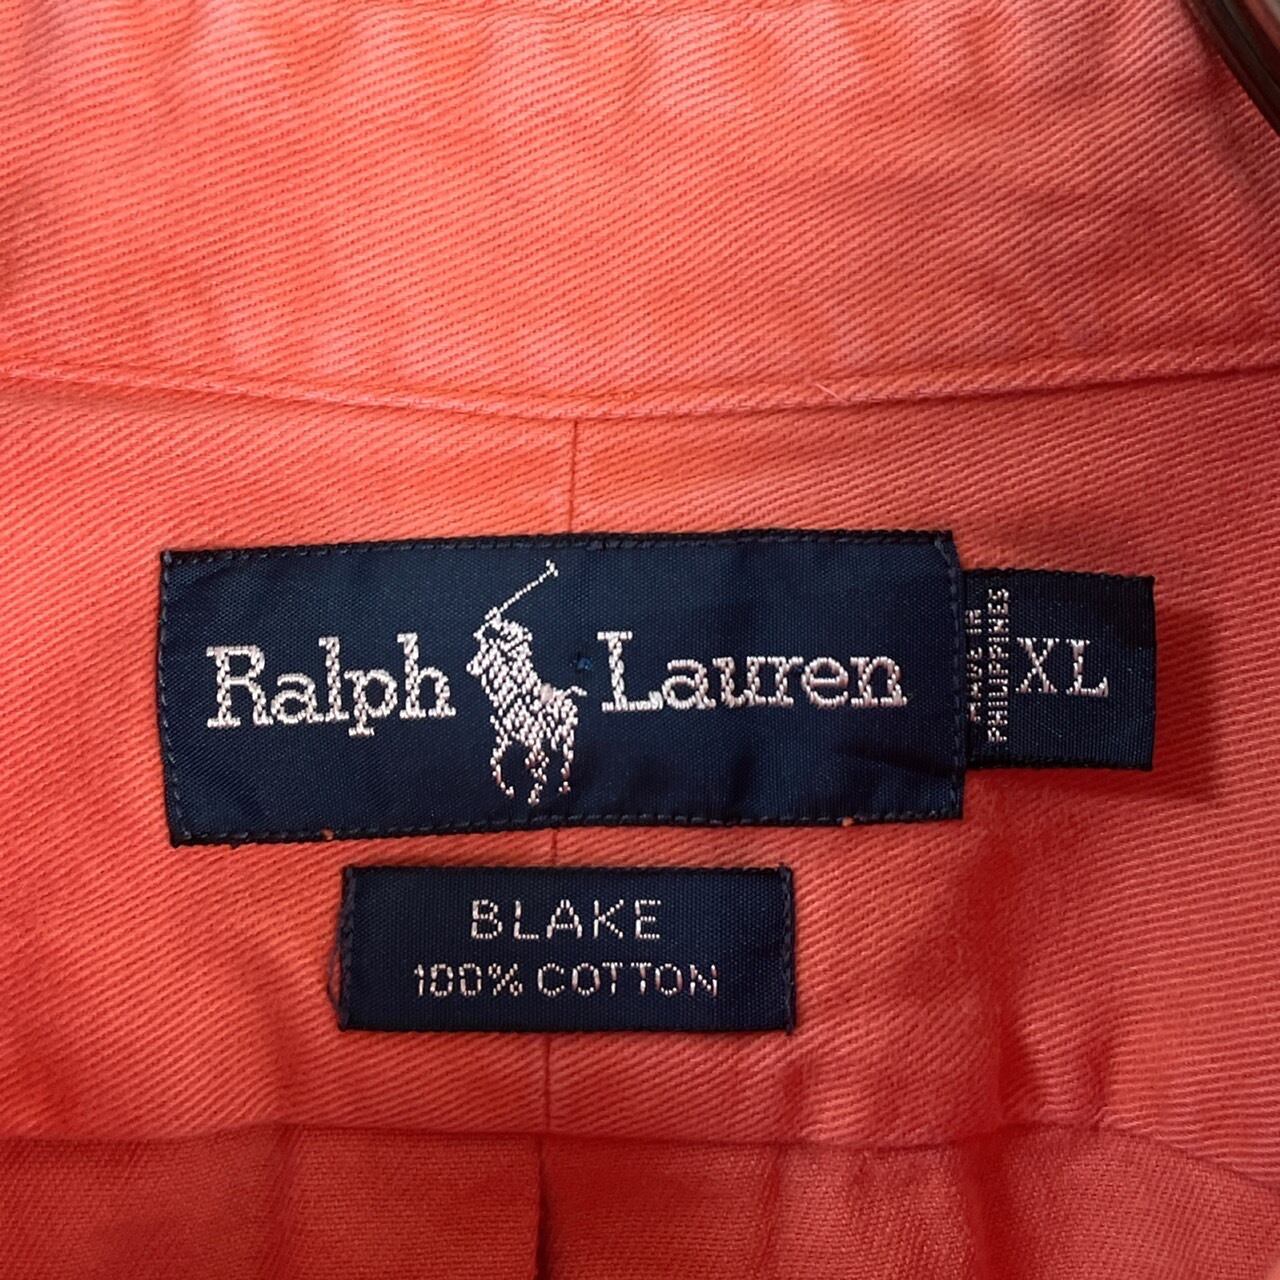 Ralph Lauren
MADE IN
PHILIPPINES
XL
BLAKE
100% COTTON